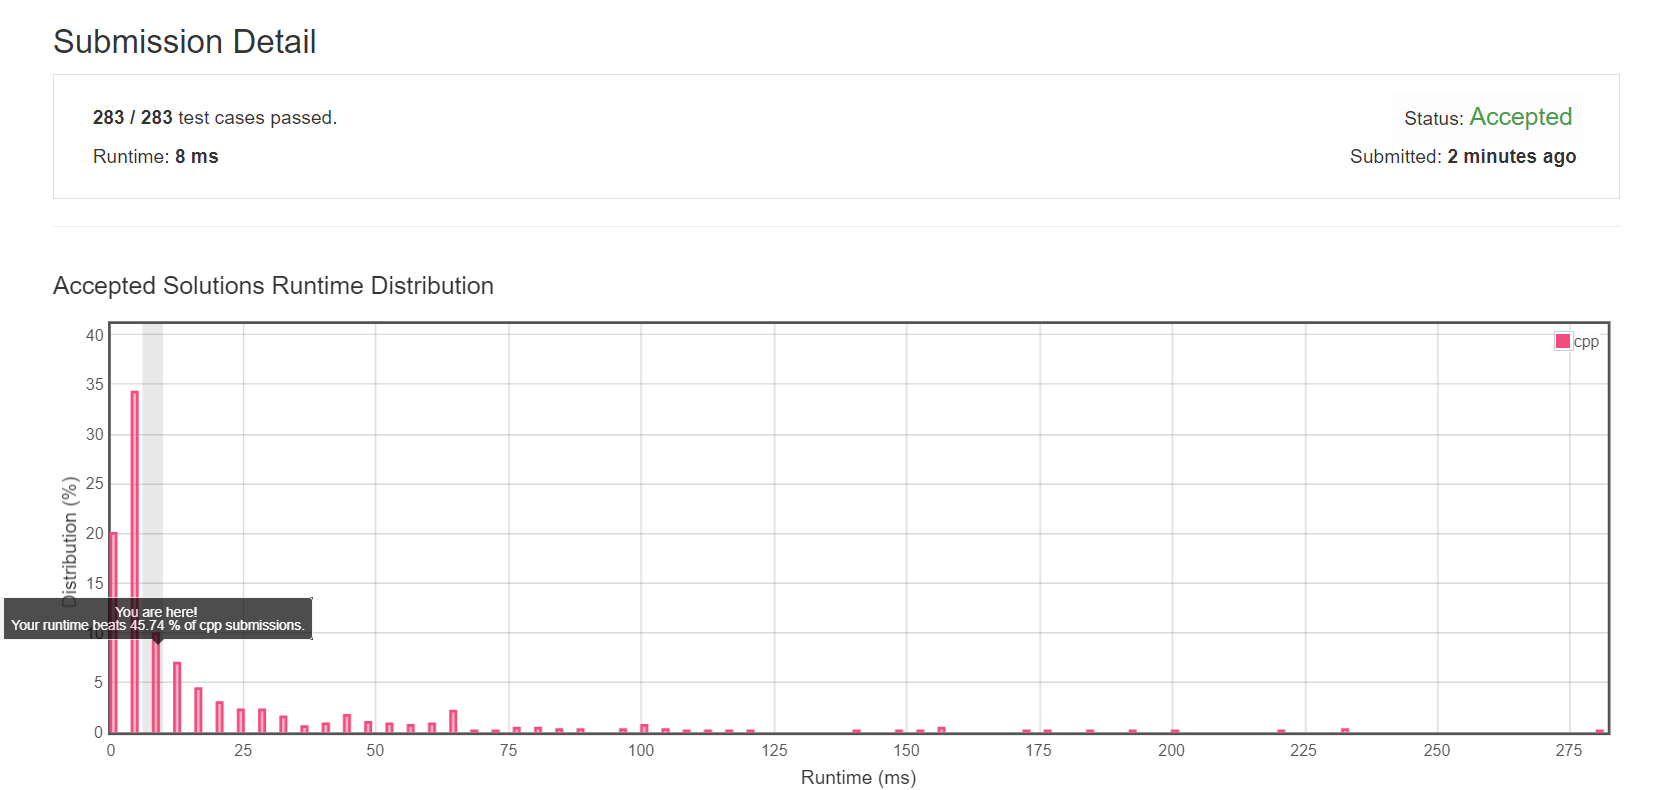 Submission Detail
283 / 283 test cases passed.
Status: Accepted
Runtime: 8 ms
Submitted: 2 minutes ago
Accepted Solutions Runtime Distribution
cpp
40
35
30
25
20
15
10
5
0
Distribution (%)
You are here!
Your runtime beats 45.74 % of cpp submissions.
0 25 50 75 100 125 150 175 200 225 250 275
Runtime (ms)